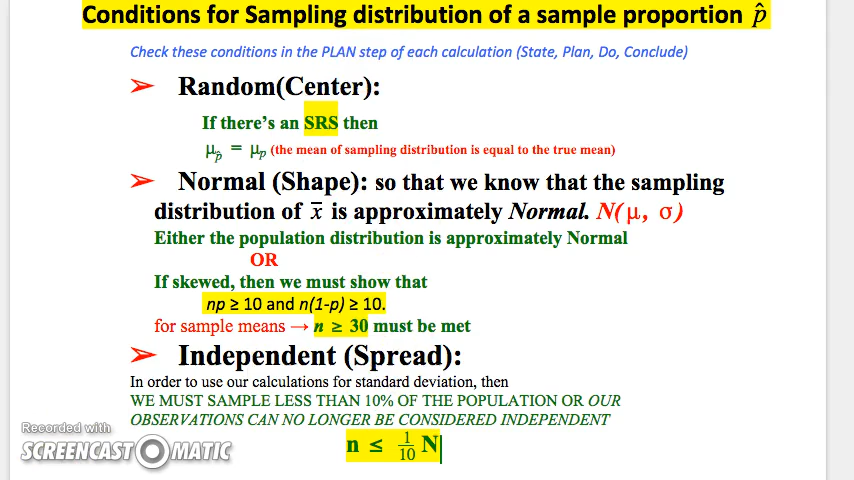 Conditions for Sampling distribution of a sample proportion p̂
Check these conditions in the PLAN step of each calculation (State, Plan, Do, Conclude)
➢ Random(Center):
If there's an SRS then
μp̂ = μp (the mean of sampling distribution is equal to the true mean)
➢ Normal (Shape): so that we know that the sampling
distribution of x̅ is approximately Normal. N(μ, σ)
Either the population distribution is approximately Normal
OR
If skewed, then we must show that
np ≥ 10 and n(1-p) ≥ 10.
for sample means → n ≥ 30 must be met
➢ Independent (Spread):
In order to use our calculations for standard deviation, then
WE MUST SAMPLE LESS THAN 10% OF THE POPULATION OR OUR
OBSERVATIONS CAN NO LONGER BE CONSIDERED INDEPENDENT
n ≤ 1/10 N
Recorded with
SCREENCAST-O-MATIC